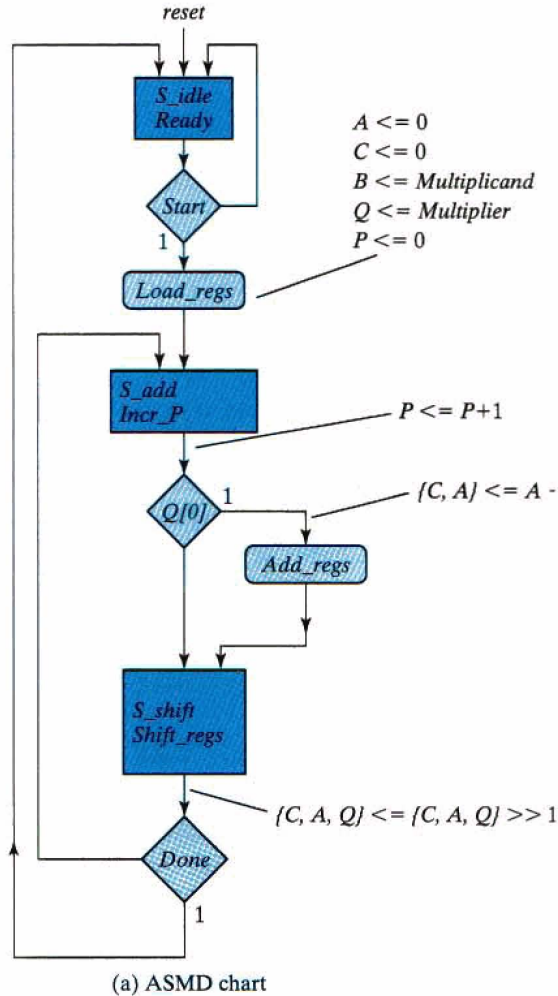 reset
S_idle
Ready
A <= 0
C <= 0
B <= Multiplicand
Q <= Multiplier
P <= 0
Start
1
Load_regs
S_add
Incr_P
P <= P+1
Q[0]
1
{C, A} <= A -
Add_regs
S_shift
Shift_regs
{C, A, Q} <= {C, A, Q} >> 1
Done
1
(a) ASMD chart